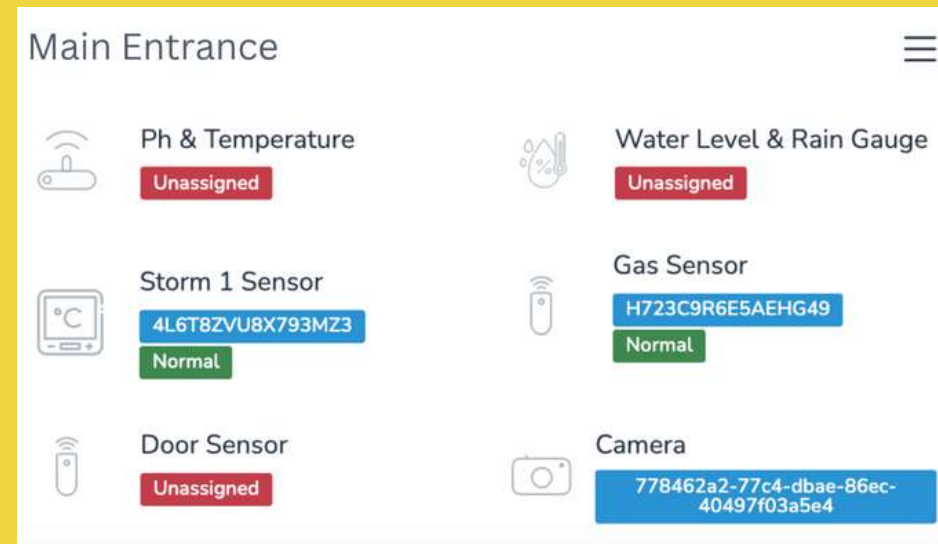 Main Entrance
Ph & Temperature
Unassigned
Water Level & Rain Gauge
Unassigned
Storm 1 Sensor
4L6T8ZVU8X793MZ3
Normal
Gas Sensor
H723C9R6E5AEHG49
Normal
Door Sensor
Unassigned
Camera
778462a2-77c4-dbae-86ec-
40497f03a5e4
°C
%